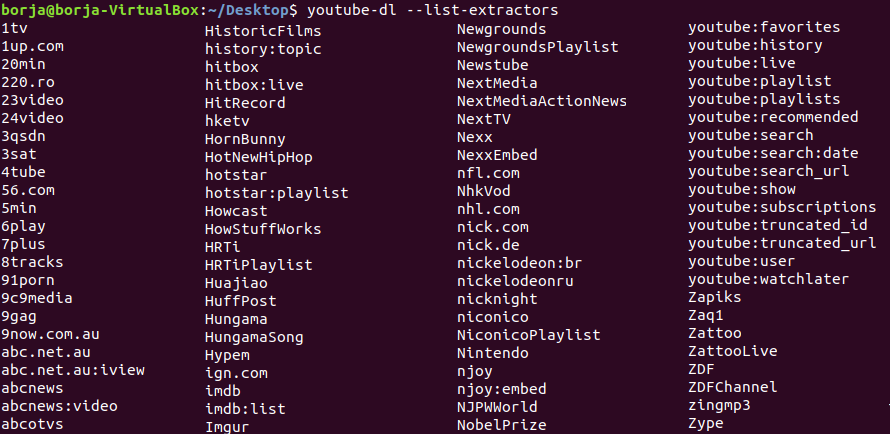 borja@borja-VirtualBox:~/Desktop$ youtube-dl --list-extractors
1tv
1up.com
20min
220.ro
23video
24video
3qsdn
3sat
4tube
56.com
5min
6play
7plus
8tracks
91porn
9c9media
9gag
9now.com.au
abc.net.au
abc.net.au:iview
abcnews
abcnews:video
abcotvs
HistoricFilms
history:topic
hitbox
hitbox:live
HitRecord
hketv
HornBunny
HotNewHipHop
hotstar
hotstar:playlist
Howcast
HowStuffWorks
HRTi
HRTiPlaylist
Huajiao
HuffPost
Hungama
HungamaSong
Hypem
ign.com
imdb
imdb:list
Imgur
Newgrounds
NewgroundsPlaylist
Newstube
NextMedia
NextMediaActionNews
NextTV
Nexx
NexxEmbed
nfl.com
NhkVod
nhl.com
nick.com
nick.de
nickelodeon:br
nickelodeonru
nicknight
niconico
NiconicoPlaylist
Nintendo
njoy
njoy:embed
NJPWWorld
NobelPrize
youtube:favorites
youtube:history
youtube:live
youtube:playlist
youtube:playlists
youtube:recommended
youtube:search
youtube:search:date
youtube:search_url
youtube:show
youtube:subscriptions
youtube:truncated_id
youtube:truncated_url
youtube:user
youtube:watchlater
Zapiks
Zaq1
Zattoo
ZattooLive
ZDF
ZDFChannel
zingmp3
Zype